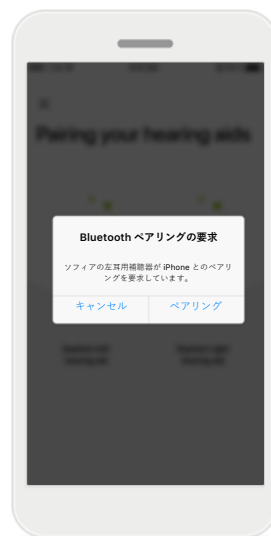 Pairing your hearing aids
Bluetooth ペアリングの要求
ソフィアの左耳用補聴器が iPhone とのペアリ
ングを要求しています。
キャンセル
ペアリング